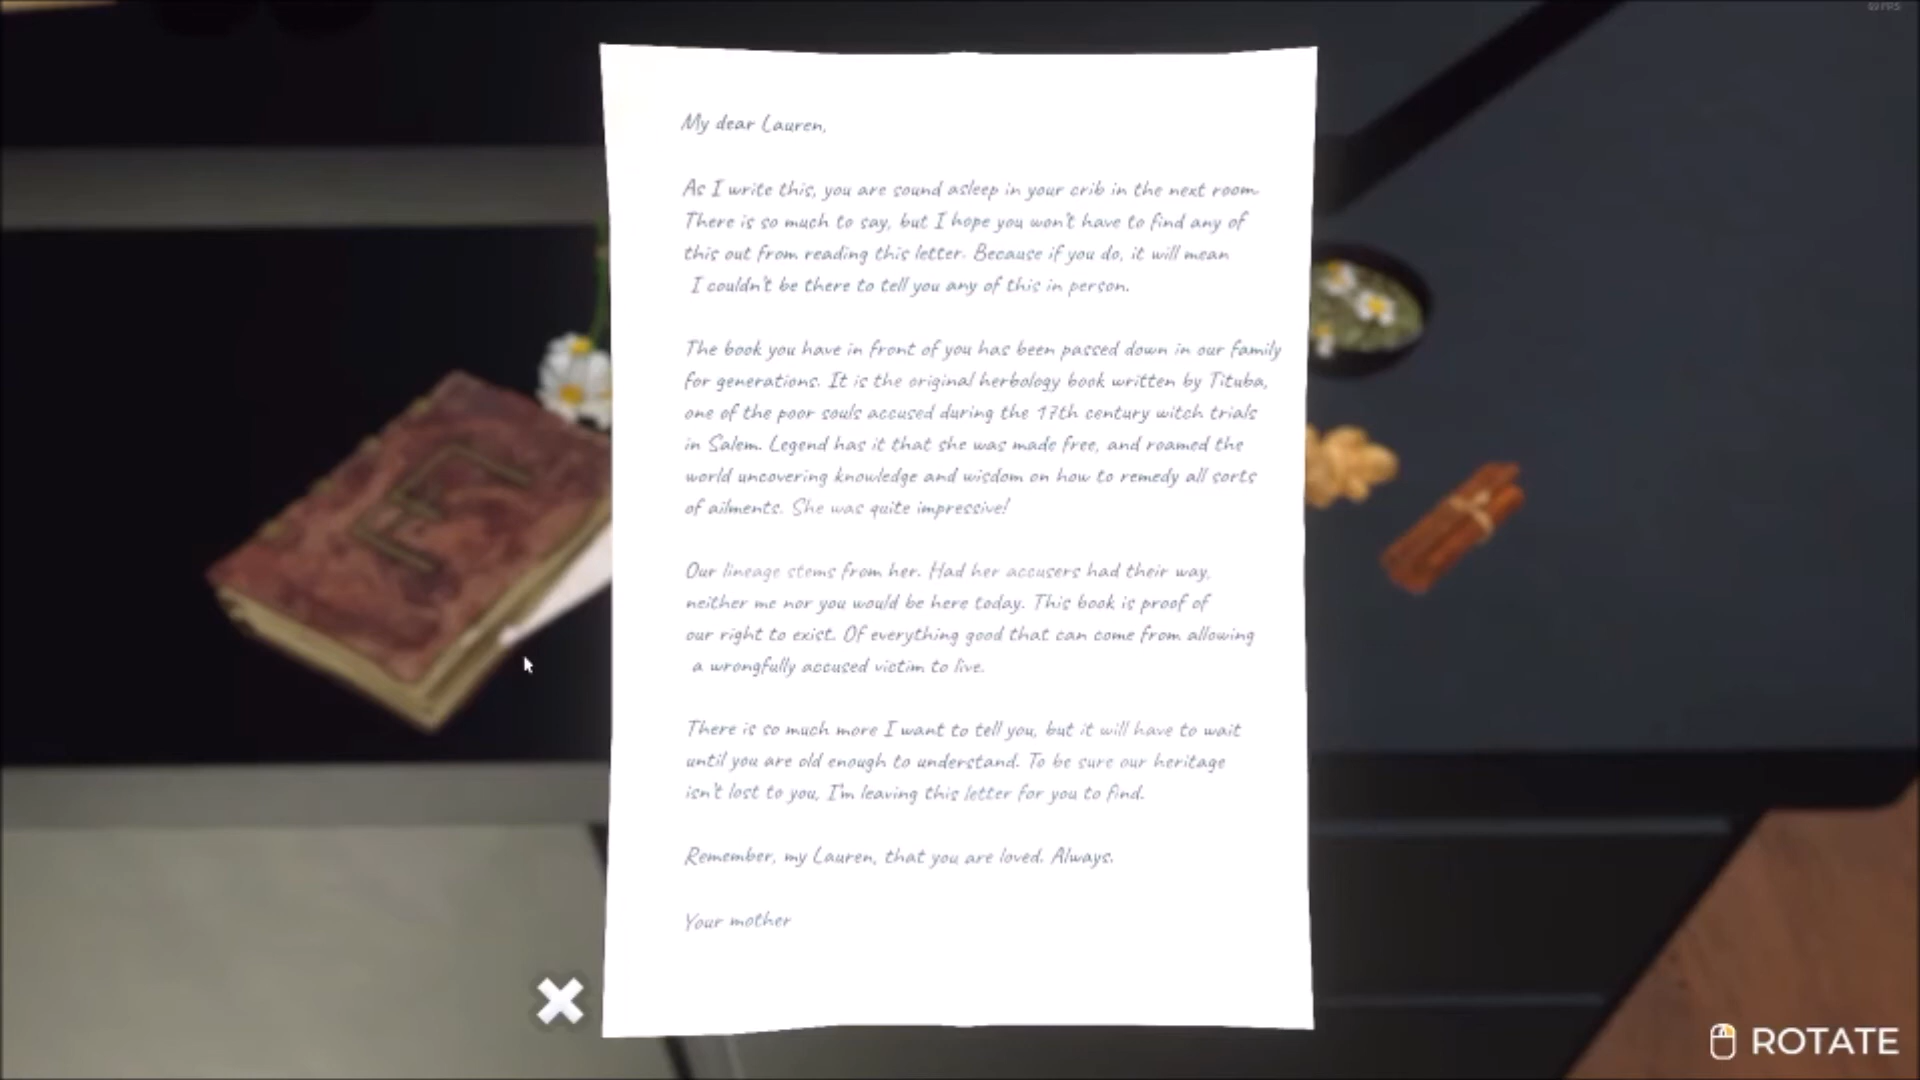 69 FPS
My dear Lauren,
As I write this, you are sound asleep in your crib in the next room.
There is so much to say, but I hope you won't have to find any of
this out from reading this letter. Because if you do, it will mean
I couldn't be there to tell you any of this in person.
The book you have in front of you has been passed down in our family
for generations. It is the original herbology book written by Tituba,
one of the poor souls accused during the 17th century witch trials
in Salem. Legend has it that she was made free, and roamed the
world uncovering knowledge and wisdom on how to remedy all sorts
of ailments. She was quite impressive!
Our lineage stems from her. Had her accusers had their way,
neither me nor you would be here today. This book is proof of
our right to exist. Of everything good that can come from allowing
a wrongfully accused victim to live.
There is so much more I want to tell you, but it will have to wait
until you are old enough to understand. To be sure our heritage
isn't lost to you, I'm leaving this letter for you to find.
Remember, my Lauren, that you are loved. Always.
Your mother
ROTATE